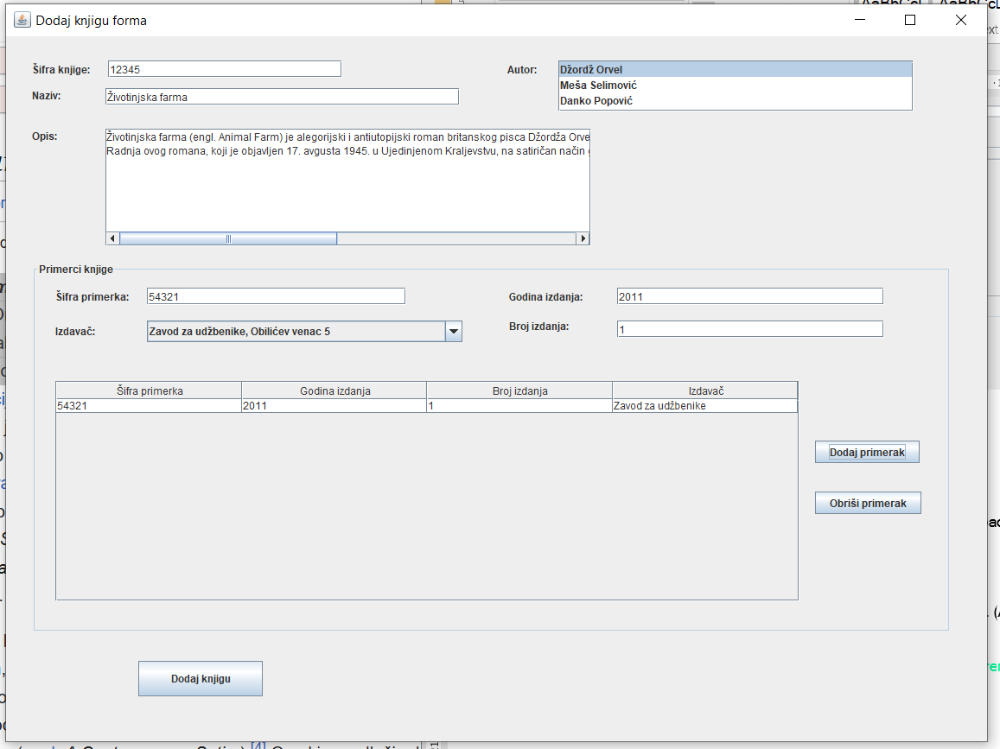 Dodaj knjigu forma
Šifra knjige: 12345
Autor: Džordž Orvel
Meša Selimović
Danko Popović
Naziv: Životinjska farma
Opis: Životinjska farma (engl. Animal Farm) je alegorijski i antiutopijski roman britanskog pisca Džordža Orve
Radnja ovog romana, koji je objavljen 17. avgusta 1945. u Ujedinjenom Kraljevstvu, na satiričan način
Primerci knjige
Šifra primerka: 54321
Godina izdanja: 2011
Izdavač: Zavod za udžbenike, Obilićev venac 5
Broj izdanja: 1
Šifra primerka Godina izdanja Broj izdanja Izdavač
54321 2011 1 Zavod za udžbenike
Dodaj primerak
Obriši primerak
Dodaj knjigu